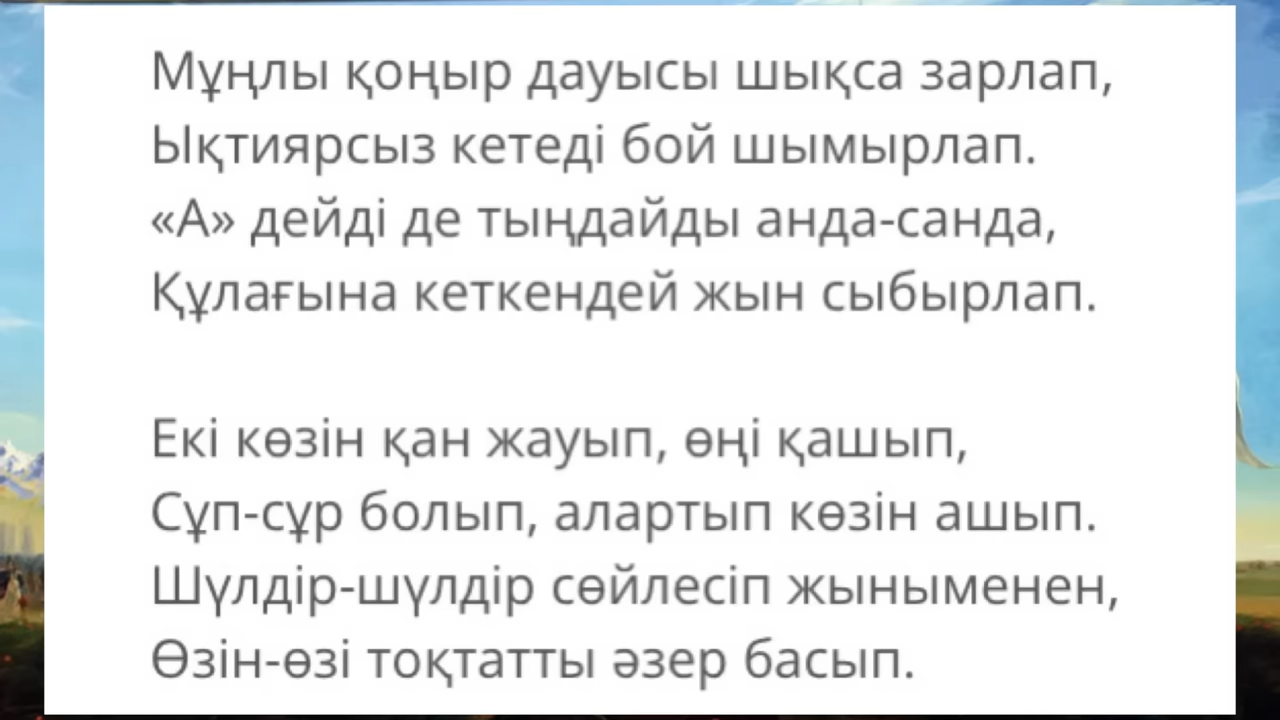 Мұңлы қоңыр дауысы шықса зарлап,
Ықтиярсыз кетеді бой шымырлап.
«А» дейді де тыңдайды анда-санда,
Құлағына кеткендей жын сыбырлап.
Екі көзін қан жауып, өңі қашып,
Сұп-сұр болып, алартып көзін ашып.
Шүлдір-шүлдір сөйлесіп жыныменен,
Өзін-өзі тоқтатты әзер басып.